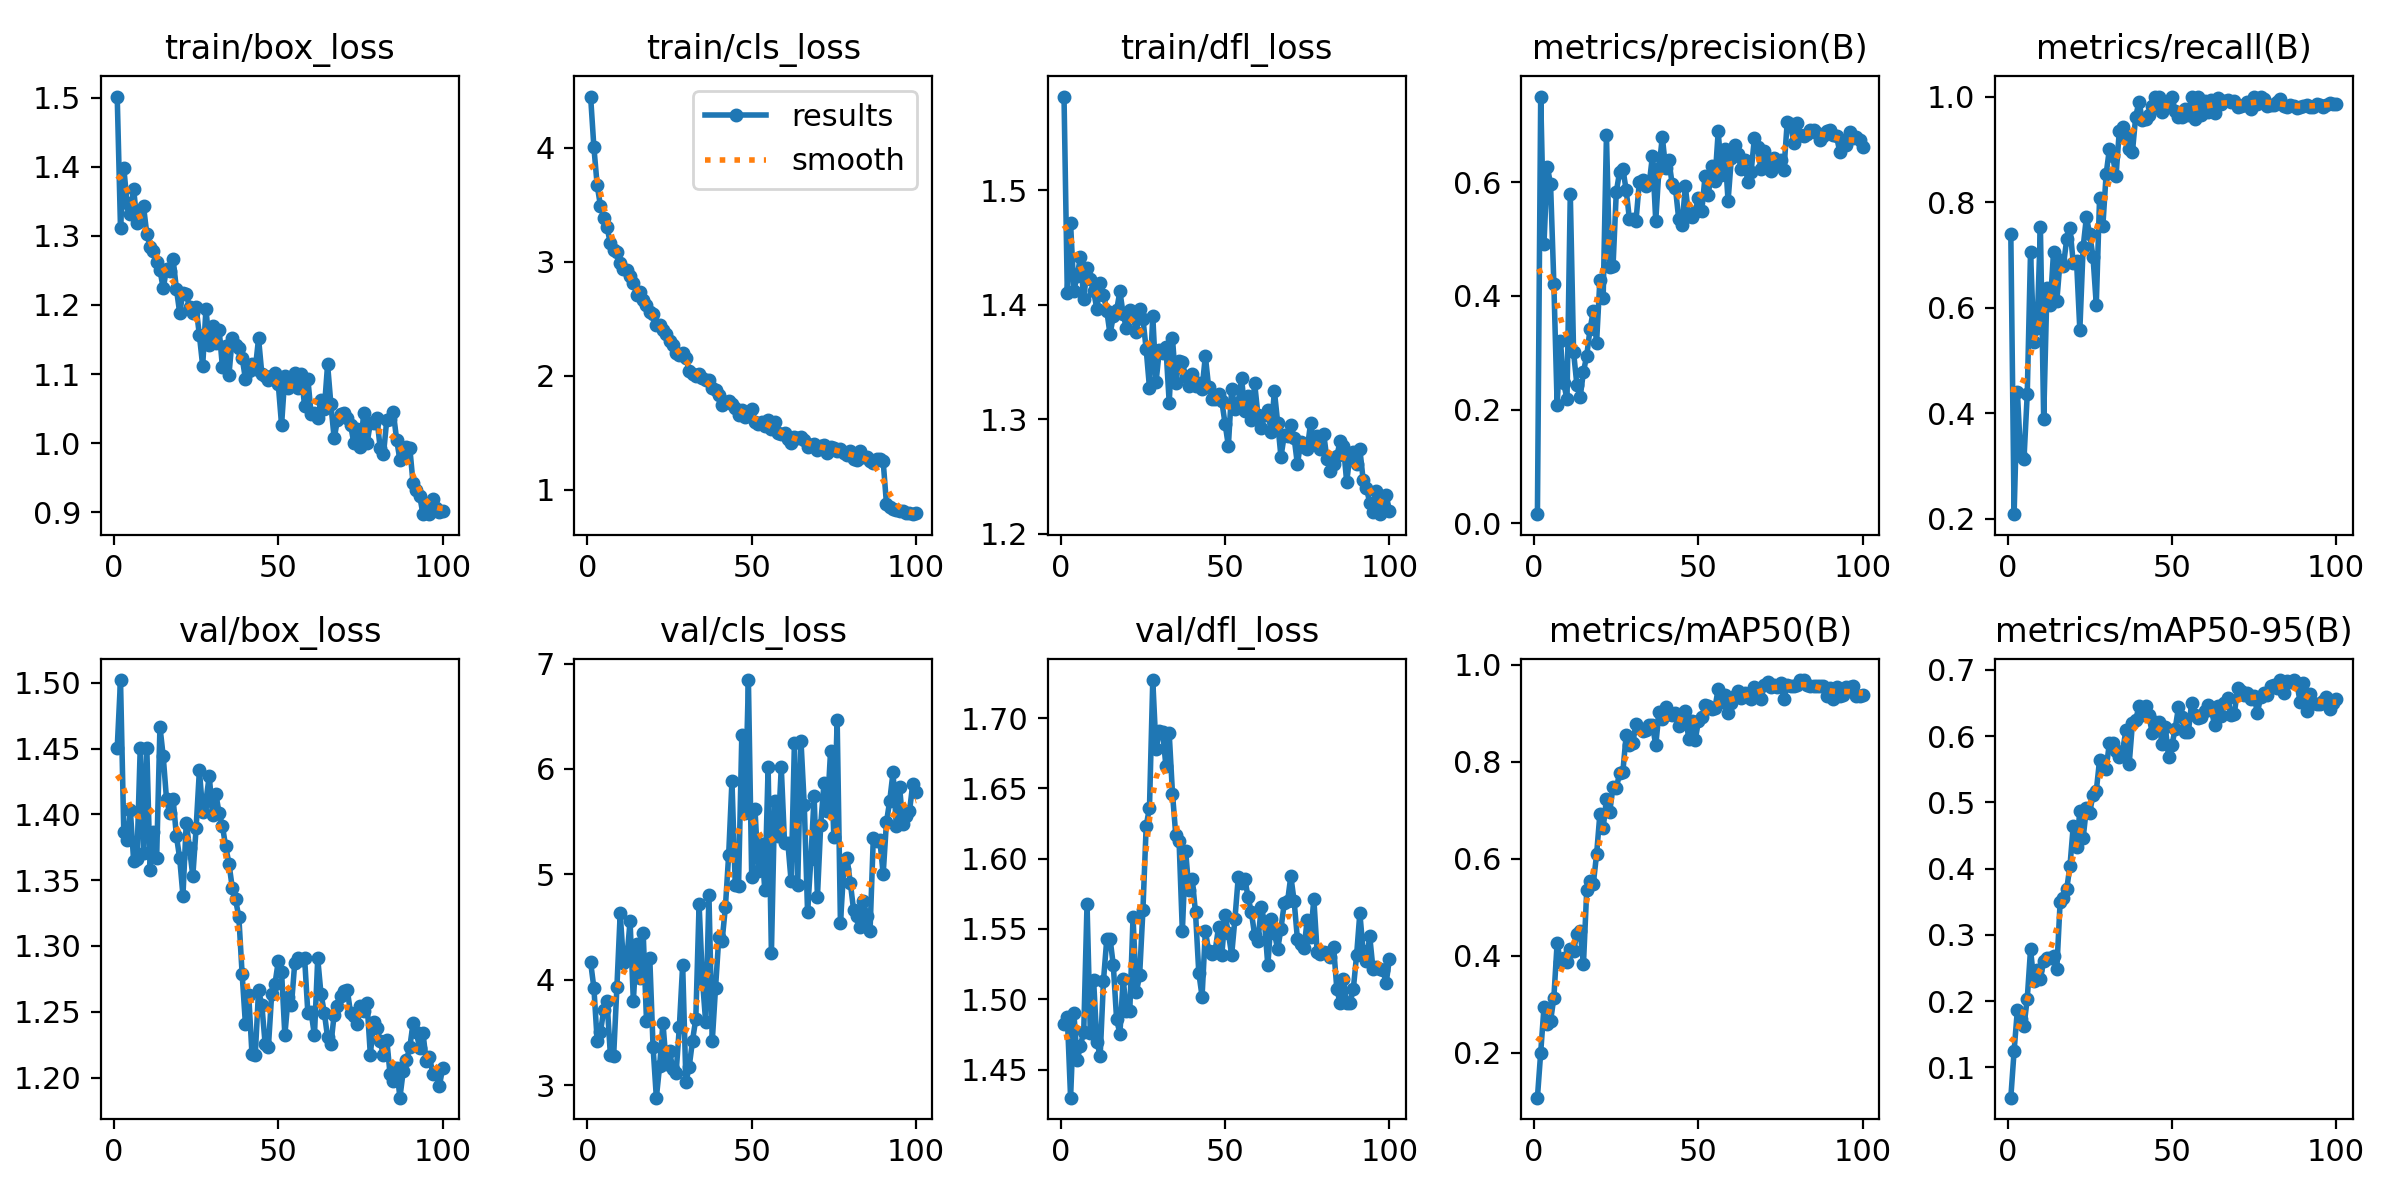 train/box_loss
1.5
1.4
1.3
1.2
1.1
1.0
0.9
0 50 100
train/cls_loss
results
smooth
4
3
2
1
0 50 100
train/dfl_loss
1.5
1.4
1.3
1.2
0 50 100
metrics/precision(B)
0.6
0.4
0.2
0.0
0 50 100
metrics/recall(B)
1.0
0.8
0.6
0.4
0.2
0 50 100
val/box_loss
1.50
1.45
1.40
1.35
1.30
1.25
1.20
0 50 100
val/cls_loss
7
6
5
4
3
0 50 100
val/dfl_loss
1.70
1.65
1.60
1.55
1.50
1.45
0 50 100
metrics/mAP50(B)
1.0
0.8
0.6
0.4
0.2
0 50 100
metrics/mAP50-95(B)
0.7
0.6
0.5
0.4
0.3
0.2
0.1
0 50 100